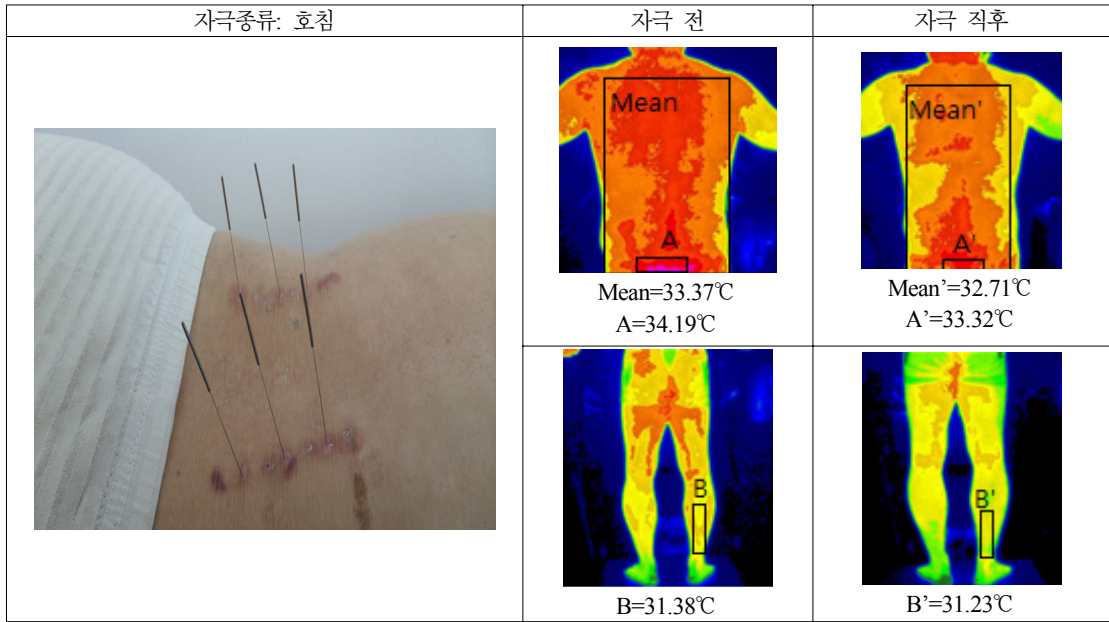 자극종류: 호침
자극 전
자극 직후
Mean
A
Mean'
A'
Mean=33.37℃
A=34.19℃
Mean’=32.71℃
A’=33.32℃
B
B'
B=31.38℃
B’=31.23℃